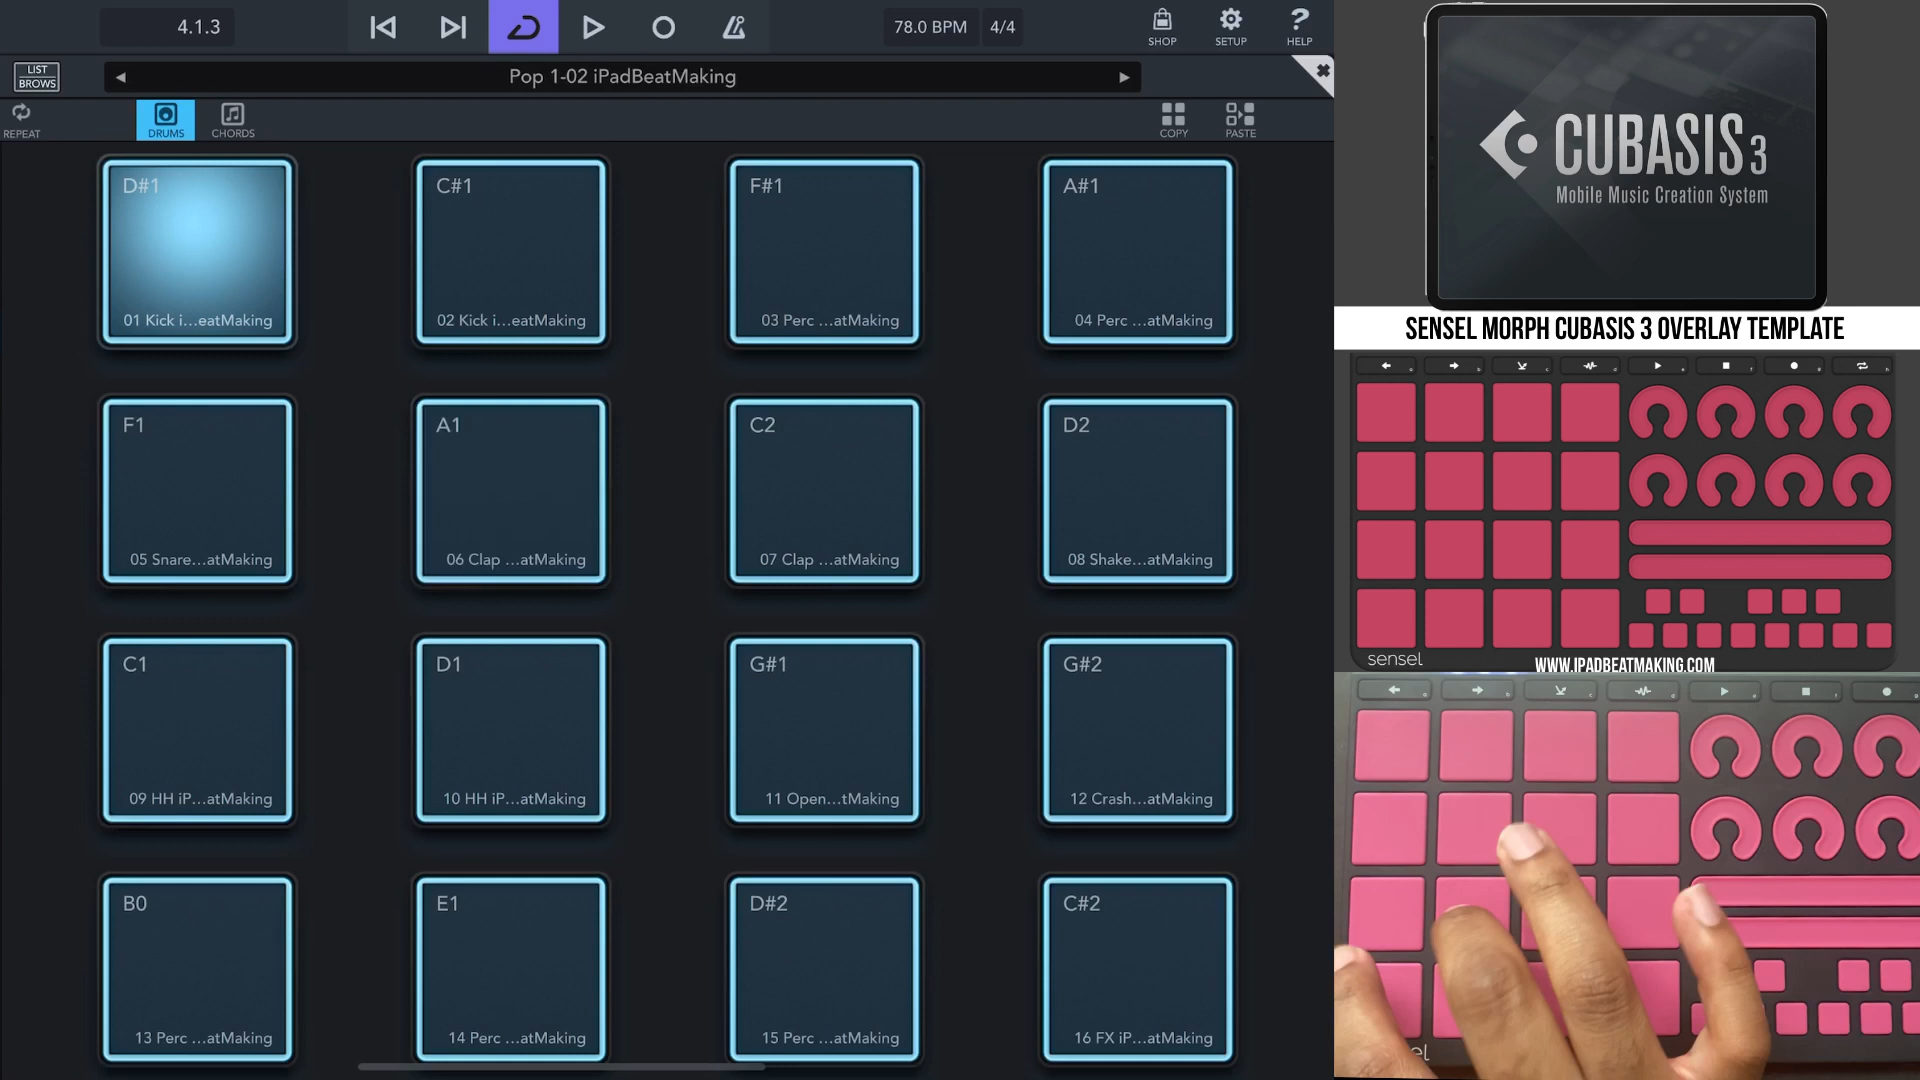 4.1.3
78.0 BPM
4/4
SHOP
SETUP
HELP
LIST
BROWS
Pop 1-02 iPadBeatMaking
REPEAT
DRUMS
CHORDS
COPY
PASTE
D#1
01 Kick i...eatMaking
C#1
02 Kick i...eatMaking
F#1
03 Perc ...atMaking
A#1
04 Perc ...atMaking
F1
05 Snare...atMaking
A1
06 Clap ...atMaking
C2
07 Clap ...atMaking
D2
08 Shake...atMaking
C1
09 HH iP...atMaking
D1
10 HH iP...atMaking
G#1
11 Open...tMaking
G#2
12 Crash...atMaking
B0
13 Perc ...atMaking
E1
14 Perc ...atMaking
D#2
15 Perc ...atMaking
C#2
16 FX iP...atMaking
CUBASIS 3
Mobile Music Creation System
SENSEL MORPH CUBASIS 3 OVERLAY TEMPLATE
sensel
WWW.IPADBEATMAKING.COM
el